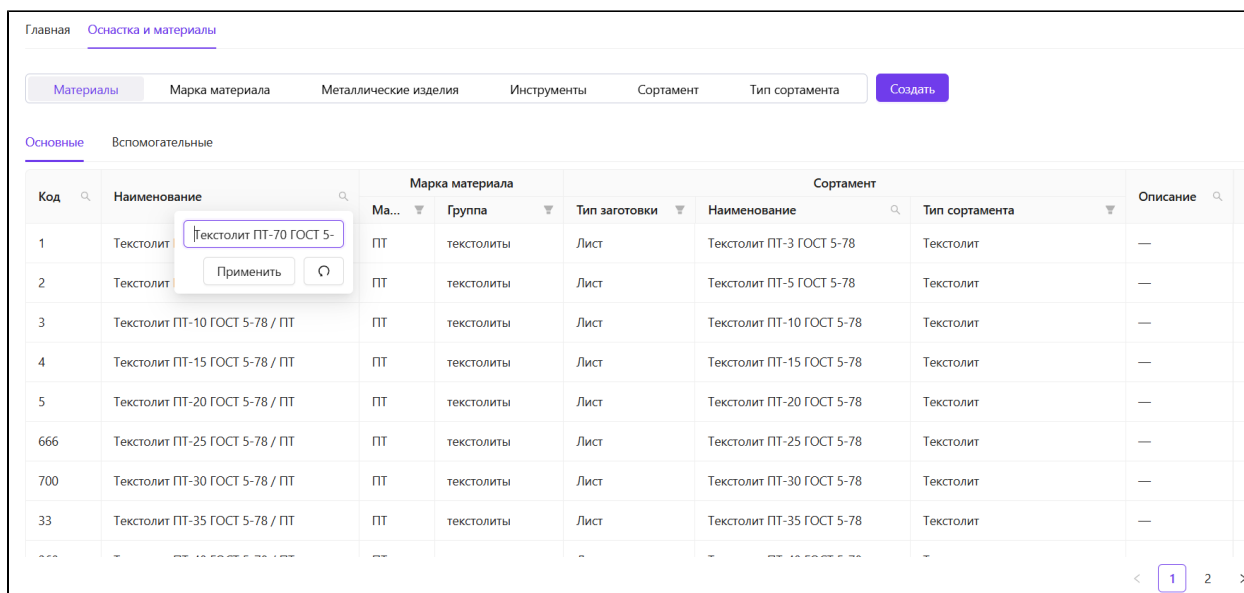 Главная Оснастка и материалы
Материалы Марка материала Металлические изделия Инструменты Сортамент Тип сортамента Создать
Основные Вспомогательные
Марка материала Сортамент
Код Наименование Описание
Ма... Группа Тип заготовки Наименование Тип сортамента
Текстолит ПТ-70 ГОСТ 5-
1 Текстолит ПТ текстолиты Лист Текстолит ПТ-3 ГОСТ 5-78 Текстолит —
Применить
2 Текстолит ПТ текстолиты Лист Текстолит ПТ-5 ГОСТ 5-78 Текстолит —
3 Текстолит ПТ-10 ГОСТ 5-78 / ПТ ПТ текстолиты Лист Текстолит ПТ-10 ГОСТ 5-78 Текстолит —
4 Текстолит ПТ-15 ГОСТ 5-78 / ПТ ПТ текстолиты Лист Текстолит ПТ-15 ГОСТ 5-78 Текстолит —
5 Текстолит ПТ-20 ГОСТ 5-78 / ПТ ПТ текстолиты Лист Текстолит ПТ-20 ГОСТ 5-78 Текстолит —
666 Текстолит ПТ-25 ГОСТ 5-78 / ПТ ПТ текстолиты Лист Текстолит ПТ-25 ГОСТ 5-78 Текстолит —
700 Текстолит ПТ-30 ГОСТ 5-78 / ПТ ПТ текстолиты Лист Текстолит ПТ-30 ГОСТ 5-78 Текстолит —
33 Текстолит ПТ-35 ГОСТ 5-78 / ПТ ПТ текстолиты Лист Текстолит ПТ-35 ГОСТ 5-78 Текстолит —
< 1 2 >